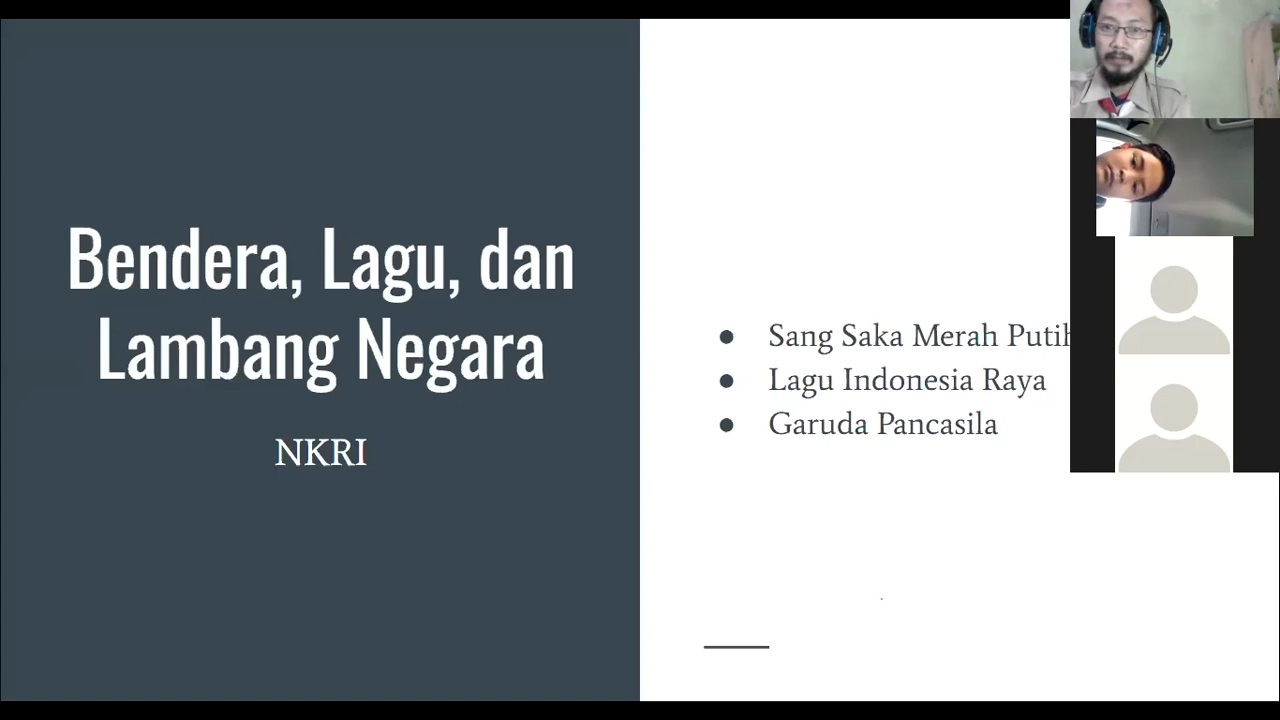 Bendera, Lagu, dan
Lambang Negara
NKRI
● Sang Saka Merah Putih
● Lagu Indonesia Raya
● Garuda Pancasila